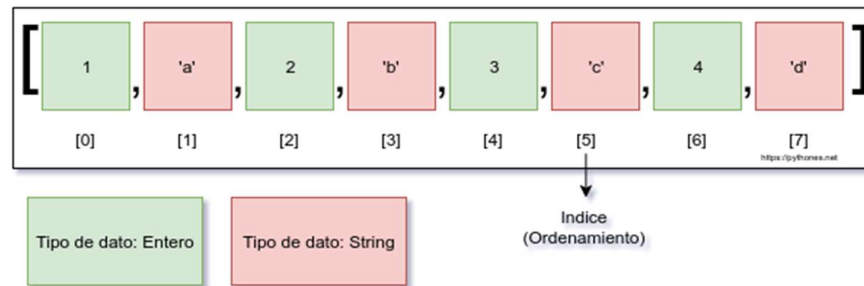 [ 1 , 'a' , 2 , 'b' , 3 , 'c' , 4 , 'd' ]
[0] [1] [2] [3] [4] [5] [6] [7]
https://pythones.net
Tipo de dato: Entero
Tipo de dato: String
Indice
(Ordenamiento)